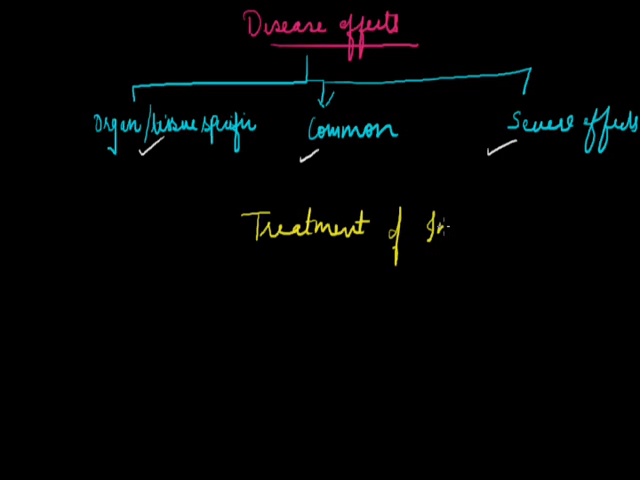 Disease effects
Organ/tissue specific Common Severe effects
Treatment of